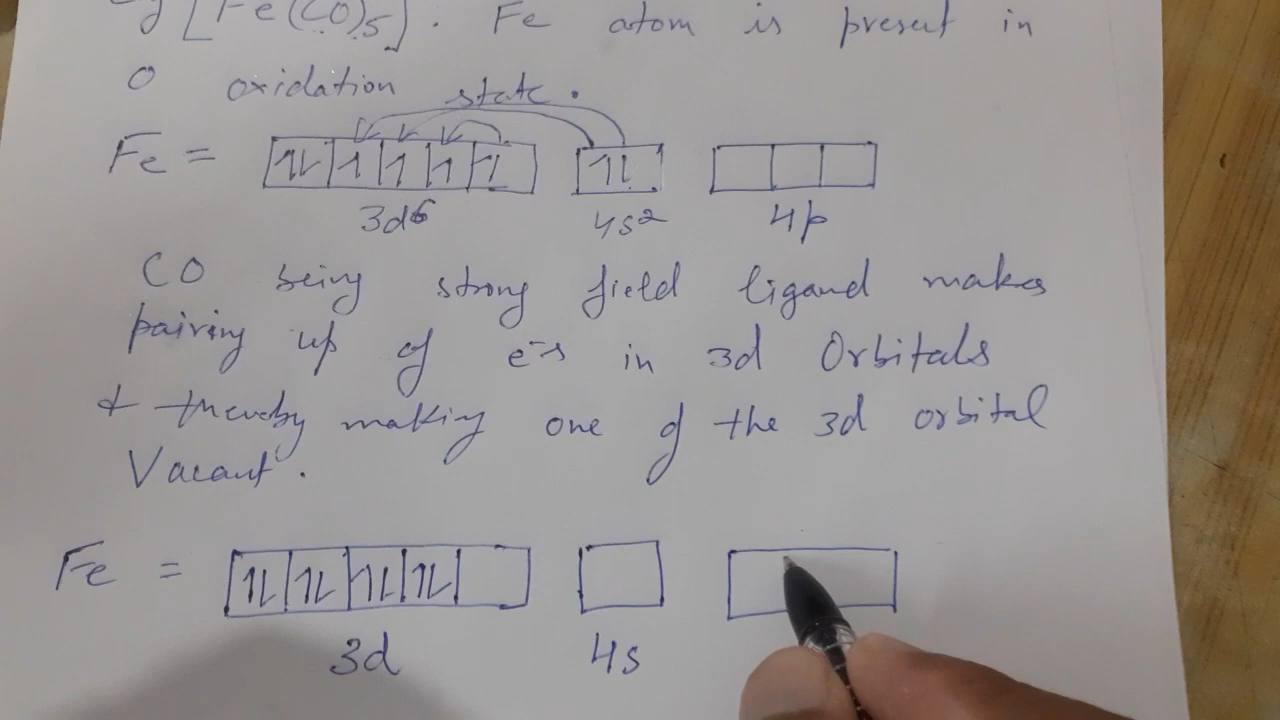 eg [Fe(CO)5]. Fe atom is present in
0 oxidation state.
Fe = 3d6 4s2 4p
CO being strong field ligand makes
pairing up of e-s in 3d Orbitals
& thereby making one of the 3d orbital
Vacant.
Fe =
3d 4s